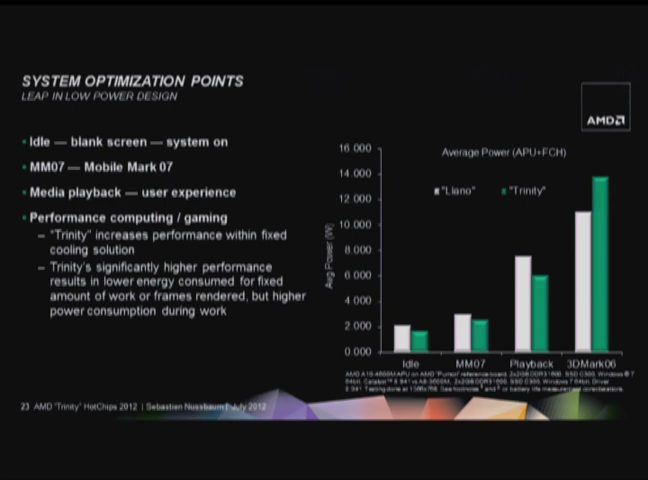 SYSTEM OPTIMIZATION POINTS
LEAP IN LOW POWER DESIGN
AMD
▪ Idle — blank screen — system on
▪ MM07 — Mobile Mark 07
▪ Media playback — user experience
▪ Performance computing / gaming
– "Trinity" increases performance within fixed
cooling solution
– Trinity's significantly higher performance
results in lower energy consumed for fixed
amount of work or frames rendered, but higher
power consumption during work
Average Power (APU+FCH)
"Llano" "Trinity"
Avg Power (W)
16.000
14.000
12.000
10.000
8.000
6.000
4.000
2.000
0.000
Idle MM07 Playback 3DMark06
23 AMD "Trinity" HotChips 2012 | Sebastien Nussbaum | July 2012